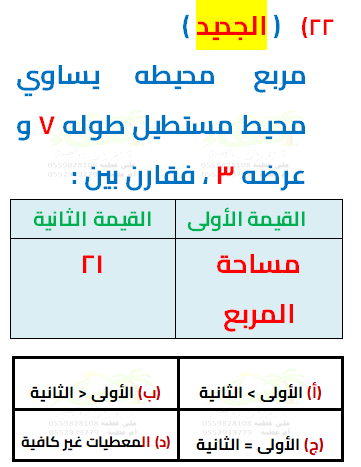 ٢٢) ( الجديد )
مربع محيطه يساوي
محيط مستطيل طوله ٧ و
عرضه ٣ ، فقارن بين :
القيمة الأولى القيمة الثانية
مساحة المربع ٢١
(أ) الأولى > الثانية (ب) الأولى < الثانية
(ج) الأولى = الثانية (د) المعطيات غير كافية